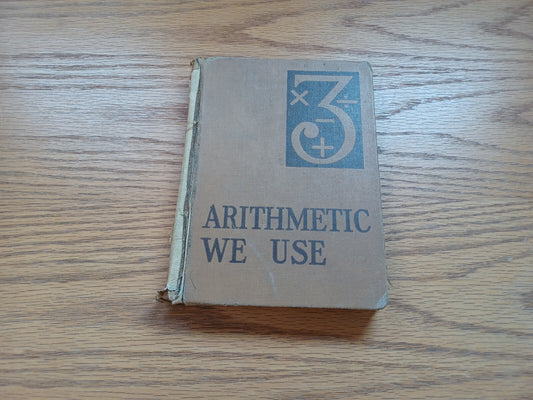 3
× ÷
−
+
ARITHMETIC
WE USE